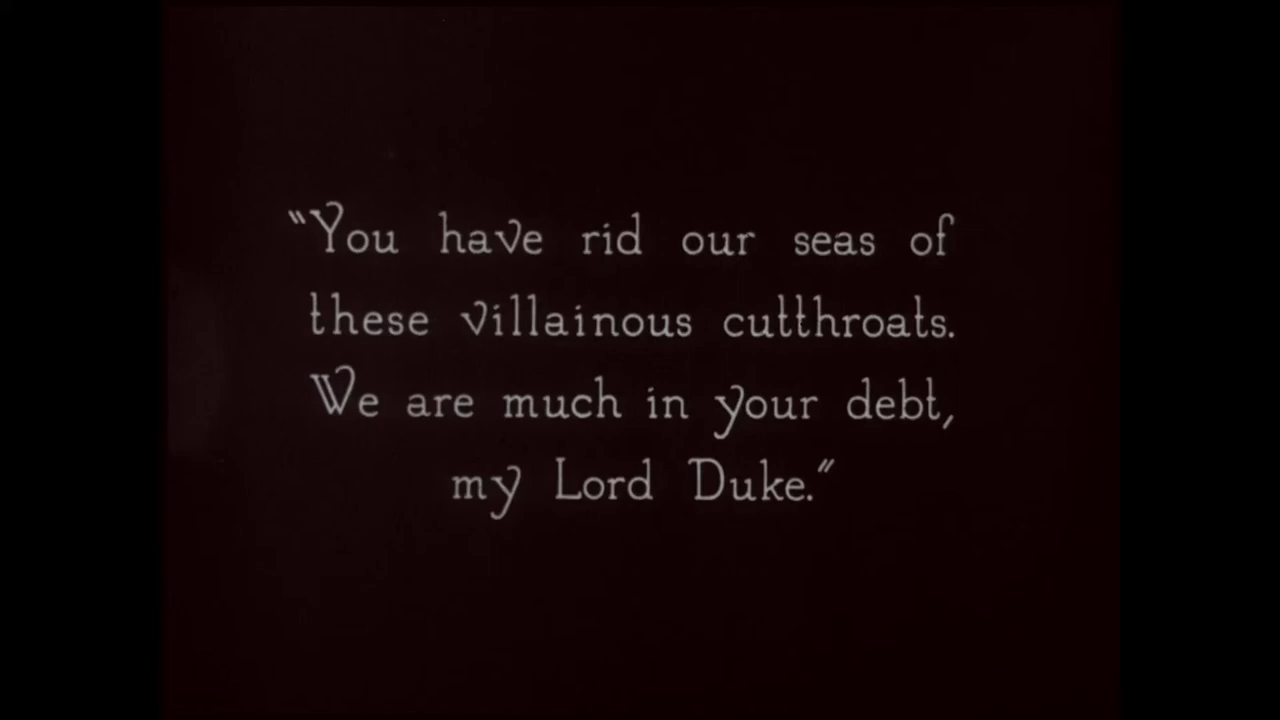 “You have rid our seas of
these villainous cutthroats.
We are much in your debt,
my Lord Duke.”